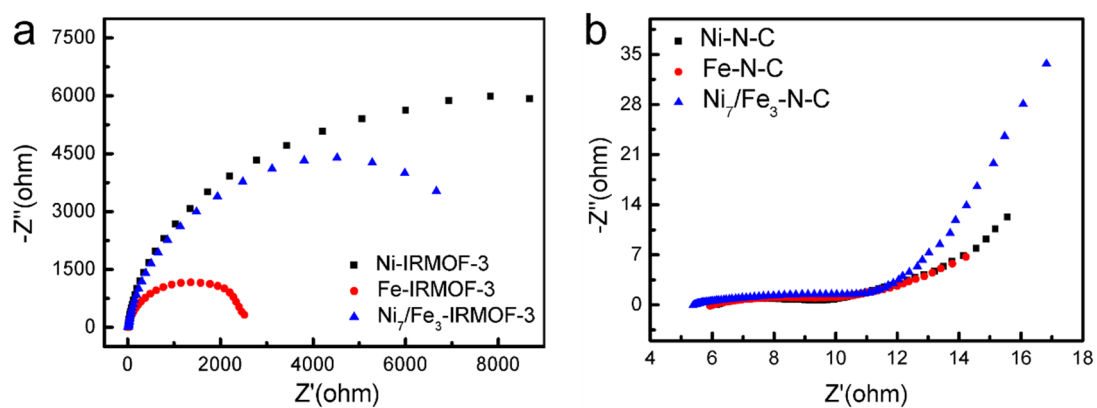 a
7500
6000
4500
3000
1500
0
-Z''(ohm)
Ni-IRMOF-3
Fe-IRMOF-3
Ni₇/Fe₃-IRMOF-3
0 2000 4000 6000 8000
Z'(ohm)
b
35
28
21
14
7
0
-Z''(ohm)
Ni-N-C
Fe-N-C
Ni₇/Fe₃-N-C
4 6 8 10 12 14 16 18
Z'(ohm)